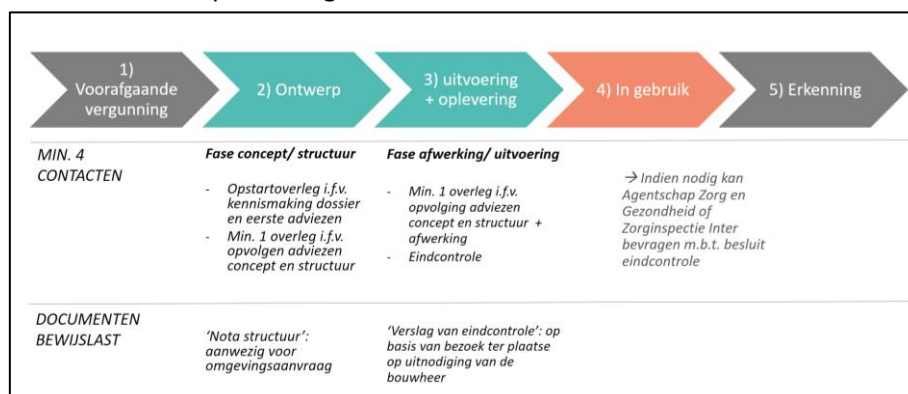 1)
Voorafgaande
vergunning
2) Ontwerp
3) uitvoering
+ oplevering
4) In gebruik
5) Erkenning
MIN. 4
CONTACTEN
Fase concept/ structuur
- Opstartoverleg i.f.v.
kennismaking dossier
en eerste adviezen
- Min. 1 overleg i.f.v.
opvolgen adviezen
concept en structuur
Fase afwerking/ uitvoering
- Min. 1 overleg i.f.v.
opvolging adviezen
concept en structuur +
afwerking
- Eindcontrole
→ Indien nodig kan
Agentschap Zorg en
Gezondheid of
Zorginspectie Inter
bevragen m.b.t. besluit
eindcontrole
DOCUMENTEN
BEWIJSLAST
‘Nota structuur’:
aanwezig voor
omgevingsaanvraag
‘Verslag van eindcontrole’: op
basis van bezoek ter plaatse
op uitnodiging van de
bouwheer